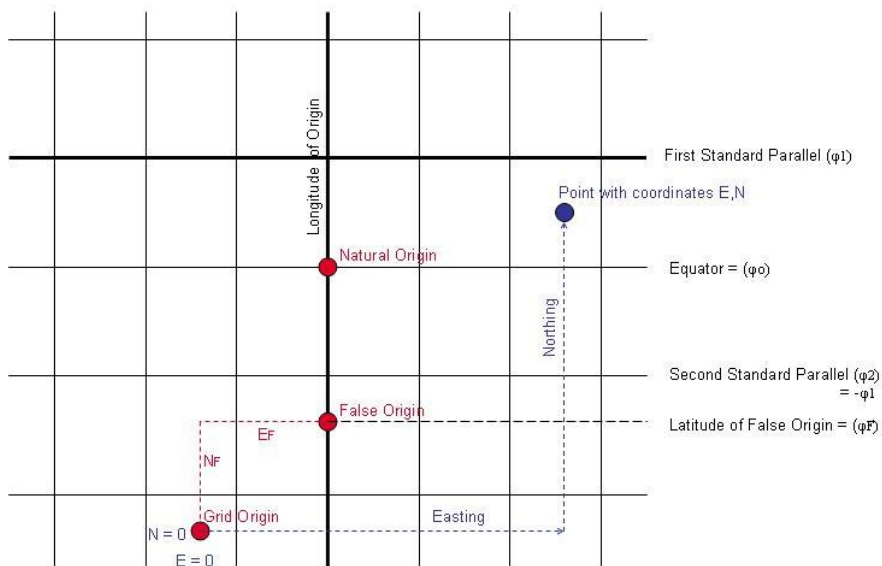 Longitude of Origin
First Standard Parallel (φ1)
Point with coordinates E,N
Natural Origin
Equator = (φo)
Northing
Second Standard Parallel (φ2)
= -φ1
False Origin
Latitude of False Origin = (φF)
EF
NF
Grid Origin
Easting
N = 0
E = 0